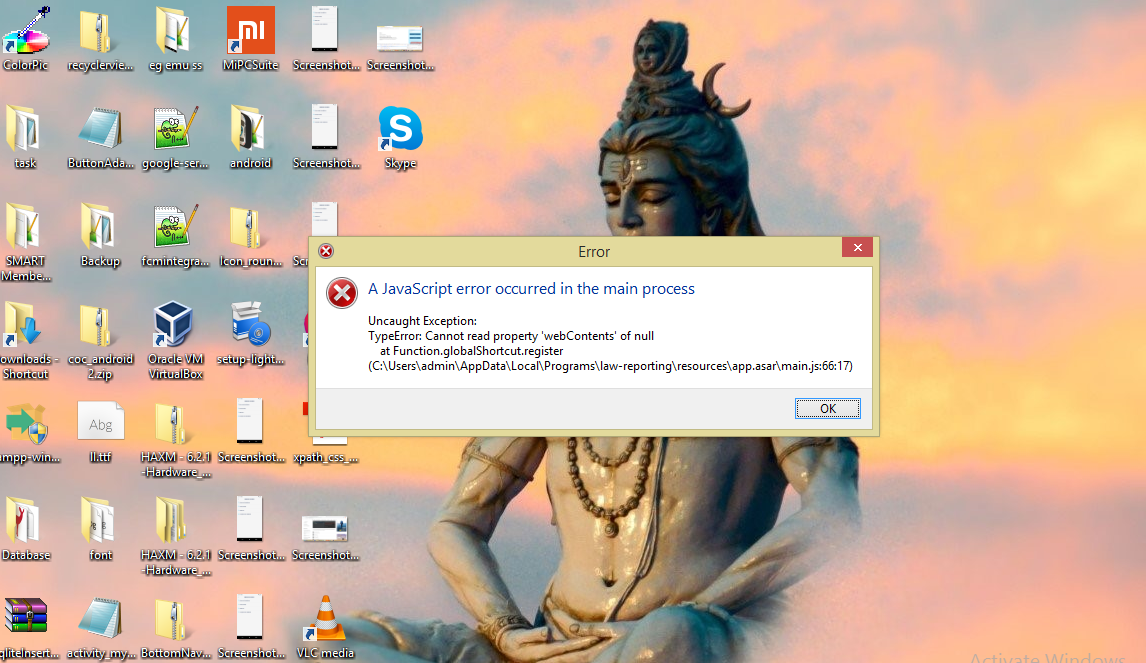 ColorPic
recyclervie...
eg emu ss
MiPCSuite
Screenshot...
Screenshot...
task
ButtonAda...
google-ser...
android
Screenshot...
Skype
SMART
Membe...
Backup
fcmintegra...
Icon_roun...
Scr
ownloads -
Shortcut
coc_android
2.zip
Oracle VM
VirtualBox
setup-light...
Error
A JavaScript error occurred in the main process
Uncaught Exception:
TypeError: Cannot read property 'webContents' of null
at Function.globalShortcut.register
(C:\Users\admin\AppData\Local\Programs\law-reporting\resources\app.asar\main.js:66:17)
OK
Abg
ampp-win...
ll.ttf
HAXM - 6.2.1
-Hardware_...
Screenshot...
xpath_css_...
Database
font
HAXM - 6.2.1
-Hardware_...
Screenshot...
Screenshot...
qliteInsert...
activity_my...
BottomNav...
Screenshot...
VLC media
Activate Windows